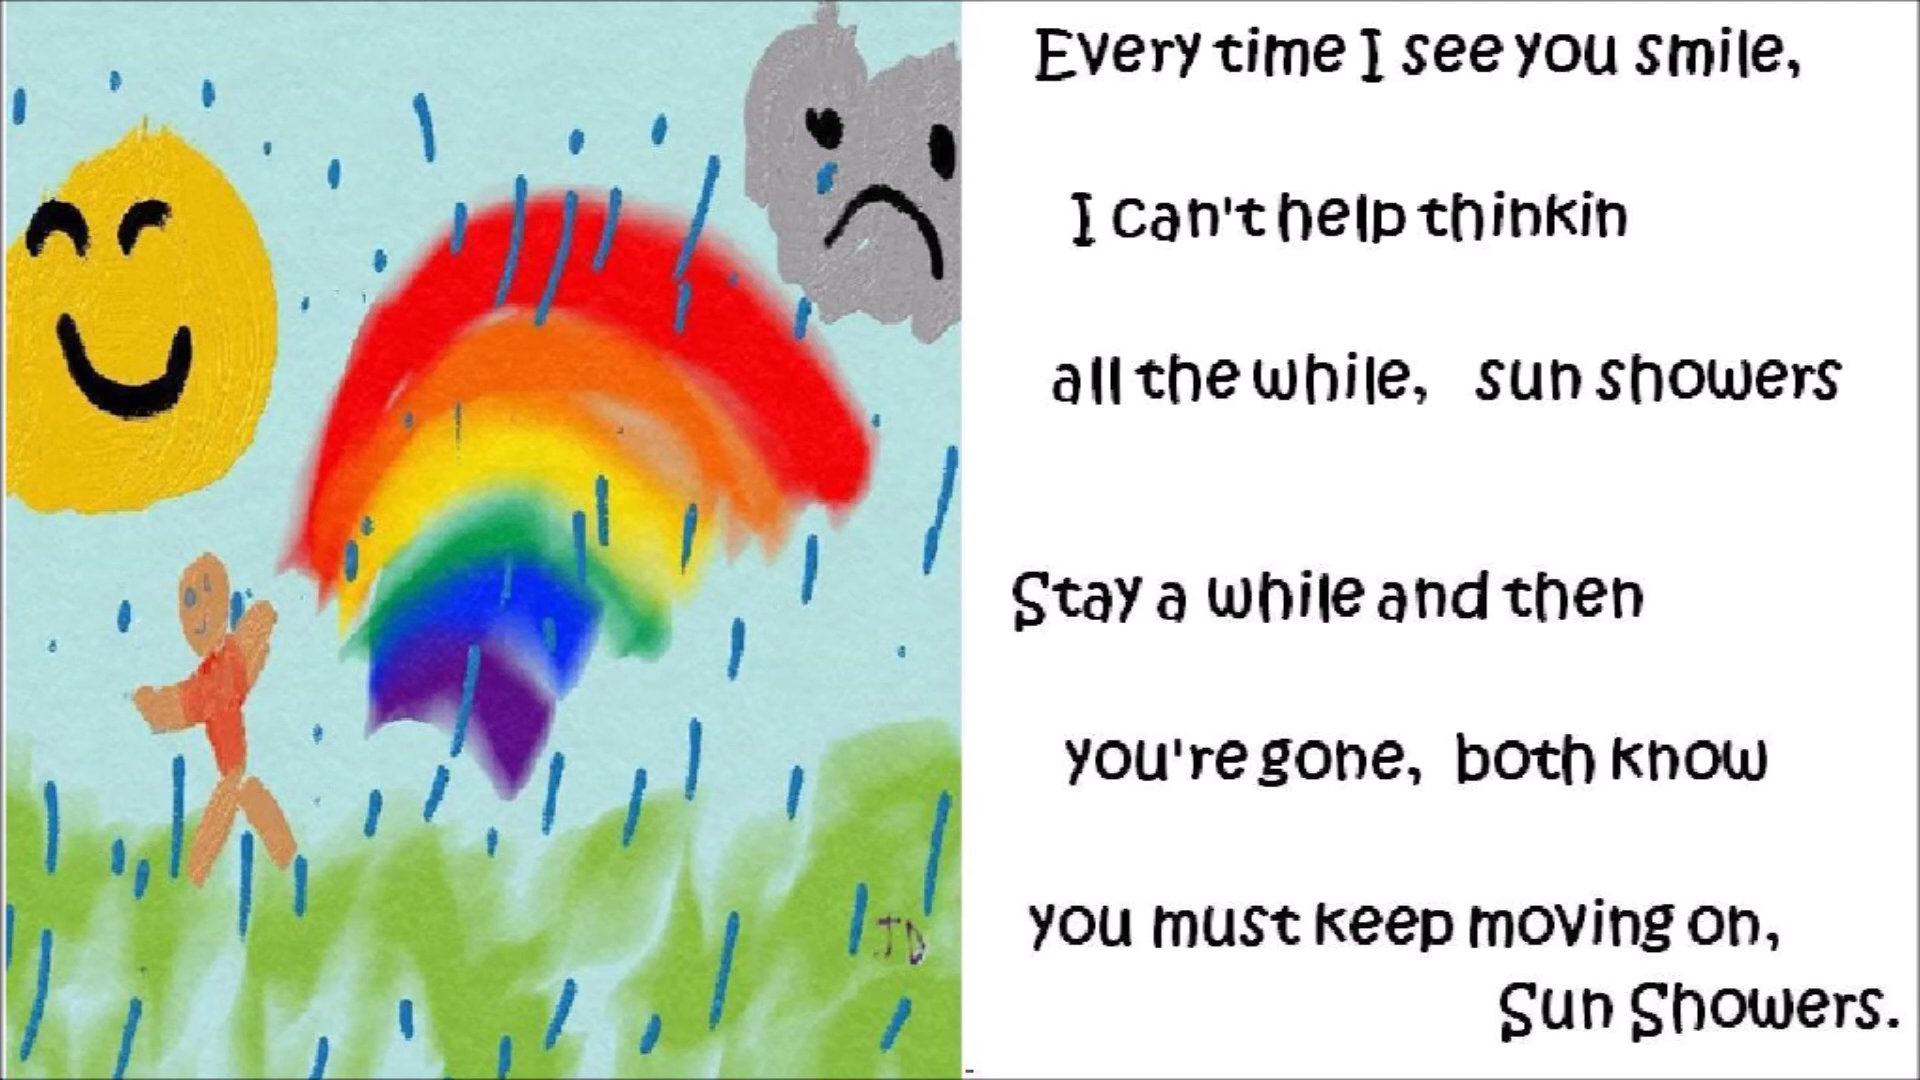 Every time I see you smile,
I can't help thinkin
all the while, sun showers
Stay a while and then
you're gone, both know
you must keep moving on,
Sun Showers.
JD